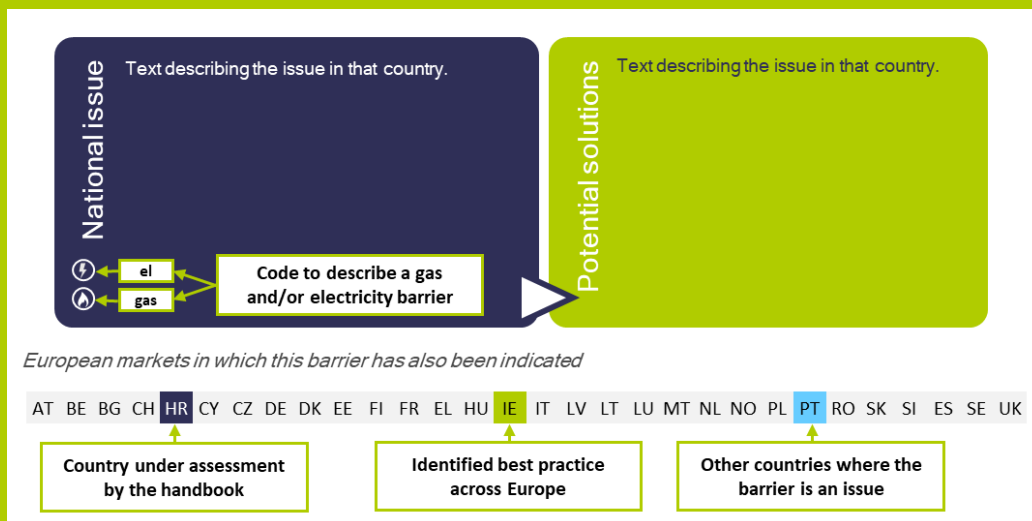 National issue
Text describing the issue in that country.
el
gas
Code to describe a gas
and/or electricity barrier
Potential solutions
Text describing the issue in that country.
European markets in which this barrier has also been indicated
AT BE BG CH HR CY CZ DE DK EE FI FR EL HU IE IT LV LT LU MT NL NO PL PT RO SK SI ES SE UK
Country under assessment
by the handbook
Identified best practice
across Europe
Other countries where the
barrier is an issue